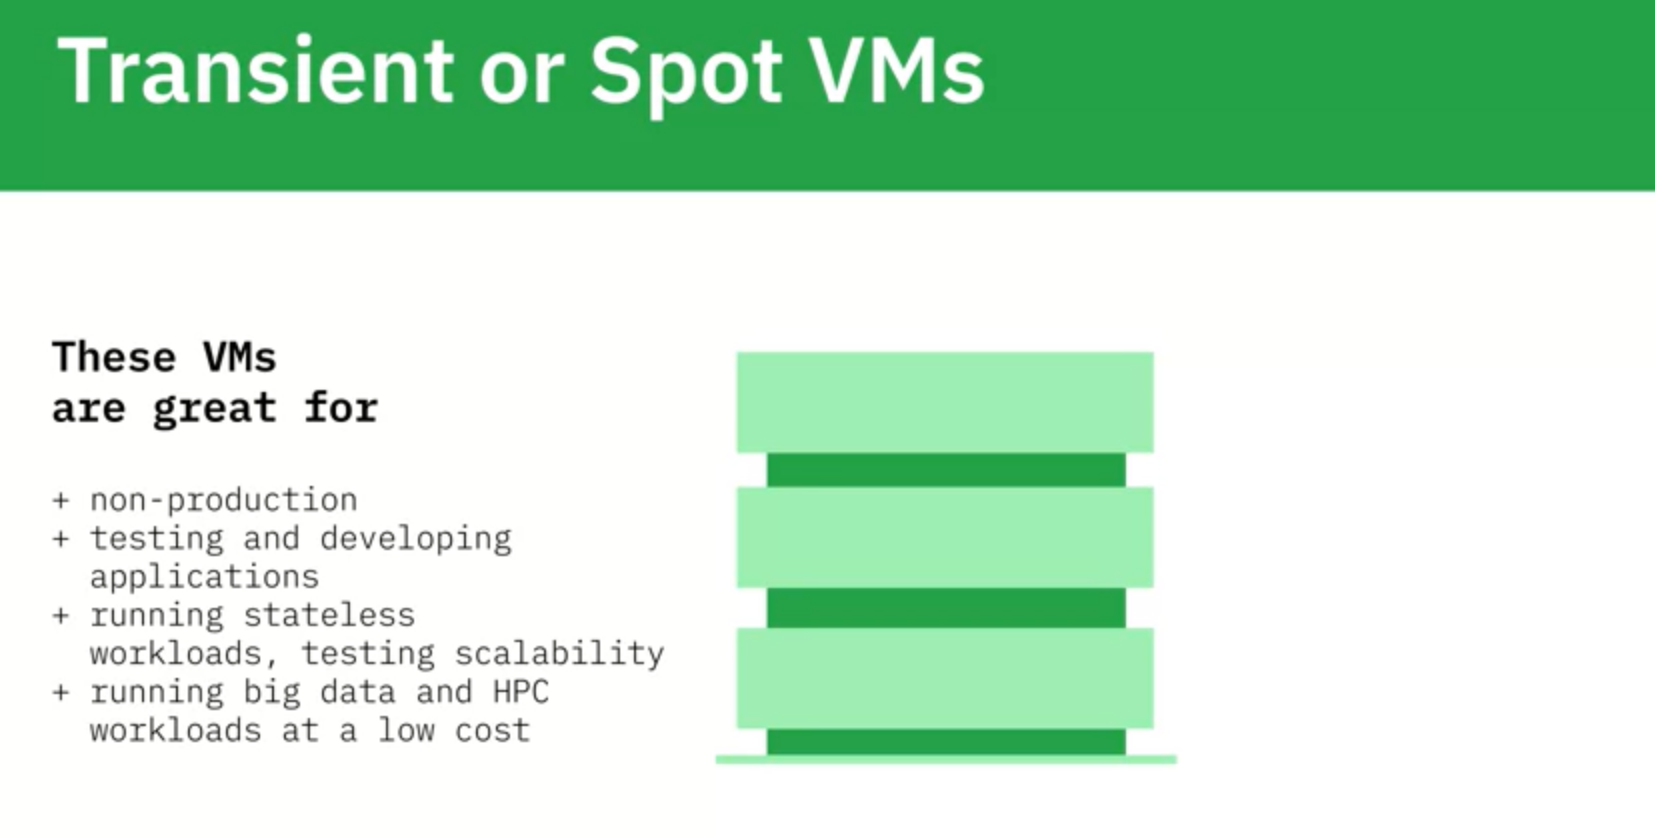 Transient or Spot VMs
These VMs
are great for
+ non-production
+ testing and developing
applications
+ running stateless
workloads, testing scalability
+ running big data and HPC
workloads at a low cost